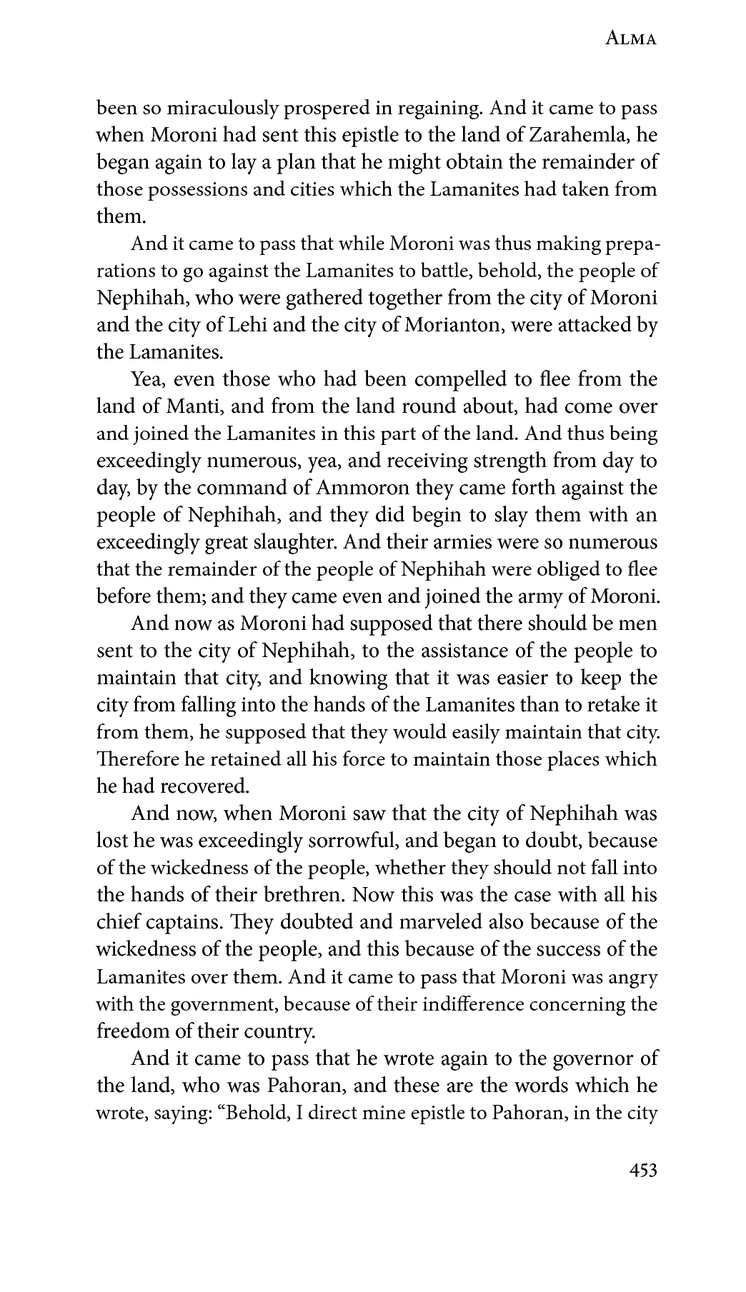 Alma
been so miraculously prospered in regaining. And it came to pass
when Moroni had sent this epistle to the land of Zarahemla, he
began again to lay a plan that he might obtain the remainder of
those possessions and cities which the Lamanites had taken from
them.
And it came to pass that while Moroni was thus making prepa-
rations to go against the Lamanites to battle, behold, the people of
Nephihah, who were gathered together from the city of Moroni
and the city of Lehi and the city of Morianton, were attacked by
the Lamanites.
Yea, even those who had been compelled to flee from the
land of Manti, and from the land round about, had come over
and joined the Lamanites in this part of the land. And thus being
exceedingly numerous, yea, and receiving strength from day to
day, by the command of Ammoron they came forth against the
people of Nephihah, and they did begin to slay them with an
exceedingly great slaughter. And their armies were so numerous
that the remainder of the people of Nephihah were obliged to flee
before them; and they came even and joined the army of Moroni.
And now as Moroni had supposed that there should be men
sent to the city of Nephihah, to the assistance of the people to
maintain that city, and knowing that it was easier to keep the
city from falling into the hands of the Lamanites than to retake it
from them, he supposed that they would easily maintain that city.
Therefore he retained all his force to maintain those places which
he had recovered.
And now, when Moroni saw that the city of Nephihah was
lost he was exceedingly sorrowful, and began to doubt, because
of the wickedness of the people, whether they should not fall into
the hands of their brethren. Now this was the case with all his
chief captains. They doubted and marveled also because of the
wickedness of the people, and this because of the success of the
Lamanites over them. And it came to pass that Moroni was angry
with the government, because of their indifference concerning the
freedom of their country.
And it came to pass that he wrote again to the governor of
the land, who was Pahoran, and these are the words which he
wrote, saying: “Behold, I direct mine epistle to Pahoran, in the city
453